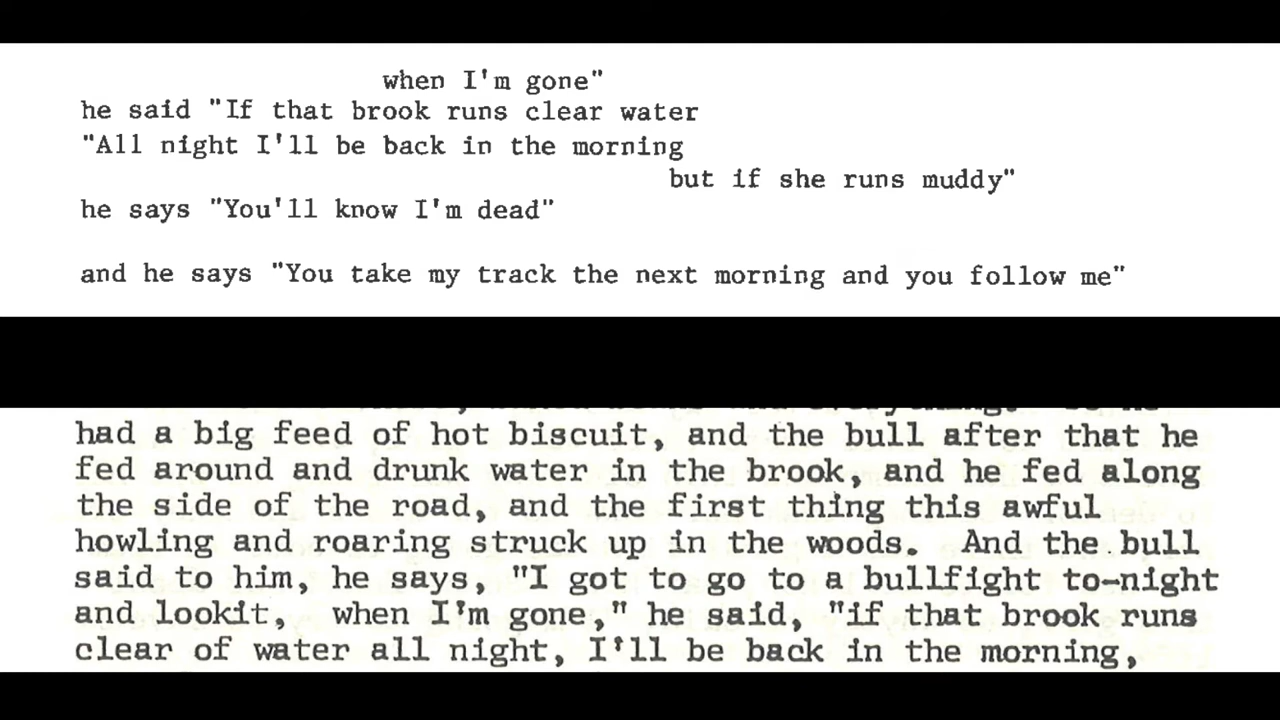 when I'm gone"
he said "If that brook runs clear water
"All night I'll be back in the morning
but if she runs muddy"
he says "You'll know I'm dead"
and he says "You take my track the next morning and you follow me"
had a big feed of hot biscuit, and the bull after that he
fed around and drunk water in the brook, and he fed along
the side of the road, and the first thing this awful
howling and roaring struck up in the woods. And the bull
said to him, he says, "I got to go to a bullfight to-night
and lookit, when I'm gone," he said, "if that brook runs
clear of water all night, I'll be back in the morning,